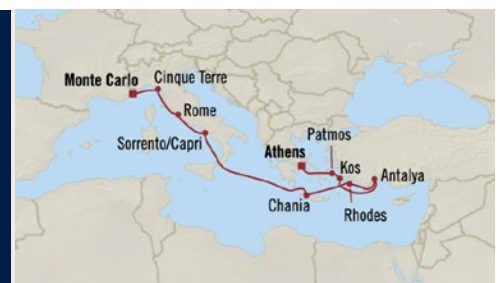 Monte Carlo
Cinque Terre
Rome
Sorrento/Capri
Patmos
Athens
Kos
Antalya
Chania
Rhodes